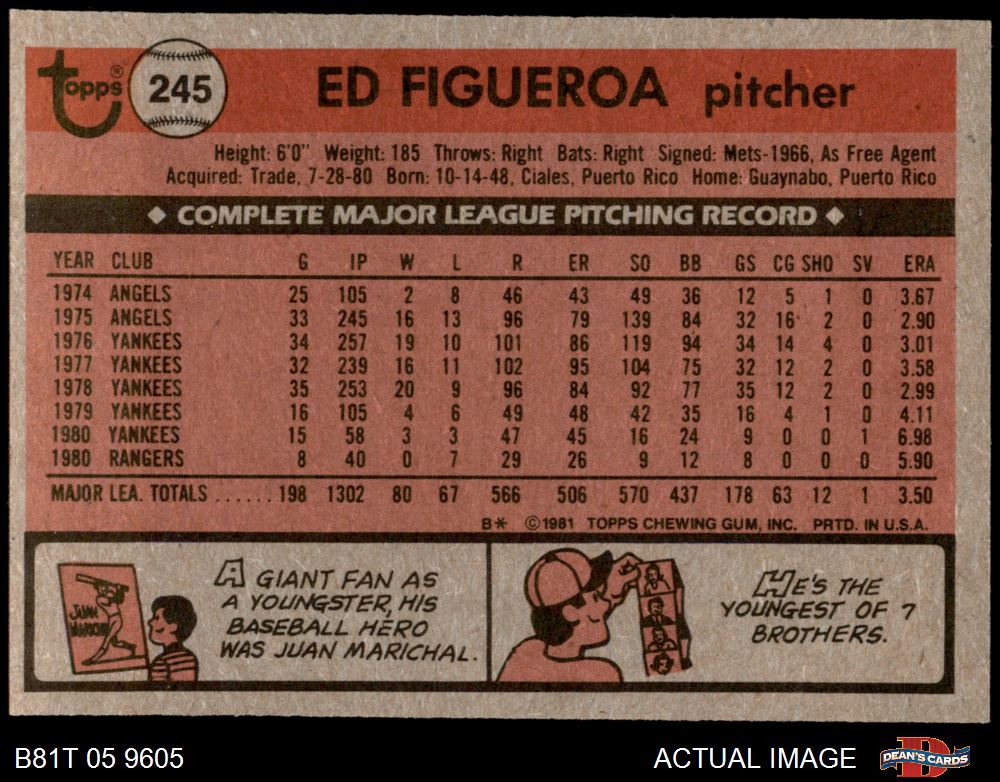 topps® 245 ED FIGUEROA pitcher
Height: 6'0" Weight: 185 Throws: Right Bats: Right Signed: Mets-1966, As Free Agent
Acquired: Trade, 7-28-80 Born: 10-14-48, Ciales, Puerto Rico Home: Guaynabo, Puerto Rico
◆ COMPLETE MAJOR LEAGUE PITCHING RECORD ◆
YEAR CLUB G IP W L R ER SO BB GS CG SHO SV ERA
1974 ANGELS 25 105 2 8 46 43 49 36 12 5 1 0 3.67
1975 ANGELS 33 245 16 13 96 79 139 84 32 16 2 0 2.90
1976 YANKEES 34 257 19 10 101 86 119 94 34 14 4 0 3.01
1977 YANKEES 32 239 16 11 102 95 104 75 32 12 2 0 3.58
1978 YANKEES 35 253 20 9 96 84 92 77 35 12 2 0 2.99
1979 YANKEES 16 105 4 6 49 48 42 35 16 4 1 0 4.11
1980 YANKEES 15 58 3 3 47 45 16 24 9 0 0 1 6.98
1980 RANGERS 8 40 0 7 29 26 9 12 8 0 0 0 5.90
MAJOR LEA. TOTALS ...... 198 1302 80 67 566 506 570 437 178 63 12 1 3.50
B* ©1981 TOPPS CHEWING GUM, INC. PRTD. IN U.S.A.
JUAN
MARICHAL
A GIANT FAN AS
A YOUNGSTER, HIS
BASEBALL HERO
WAS JUAN MARICHAL.
HE'S THE
YOUNGEST OF 7
BROTHERS.
B81T 05 9605 ACTUAL IMAGE DEAN'S CARDS